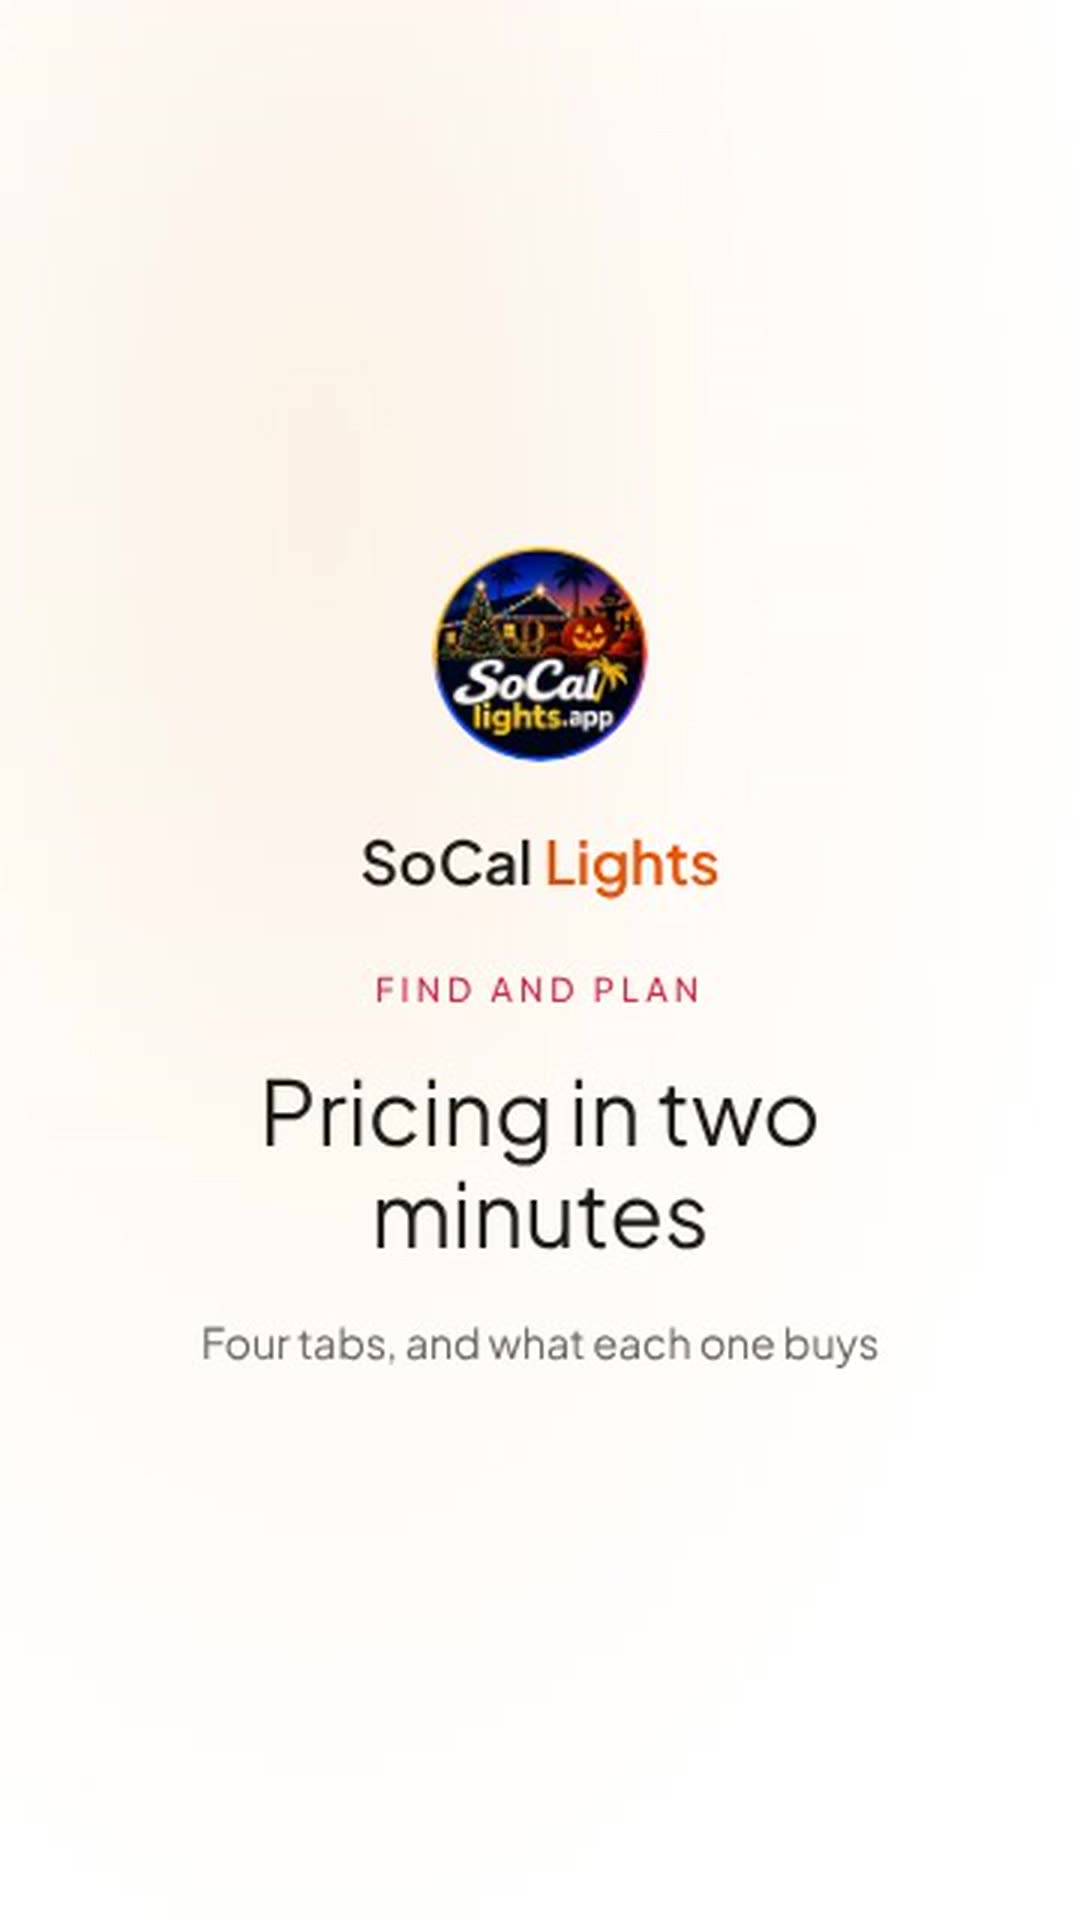 SoCal
lights.app
SoCal Lights
FIND AND PLAN
Pricing in two
minutes
Four tabs, and what each one buys